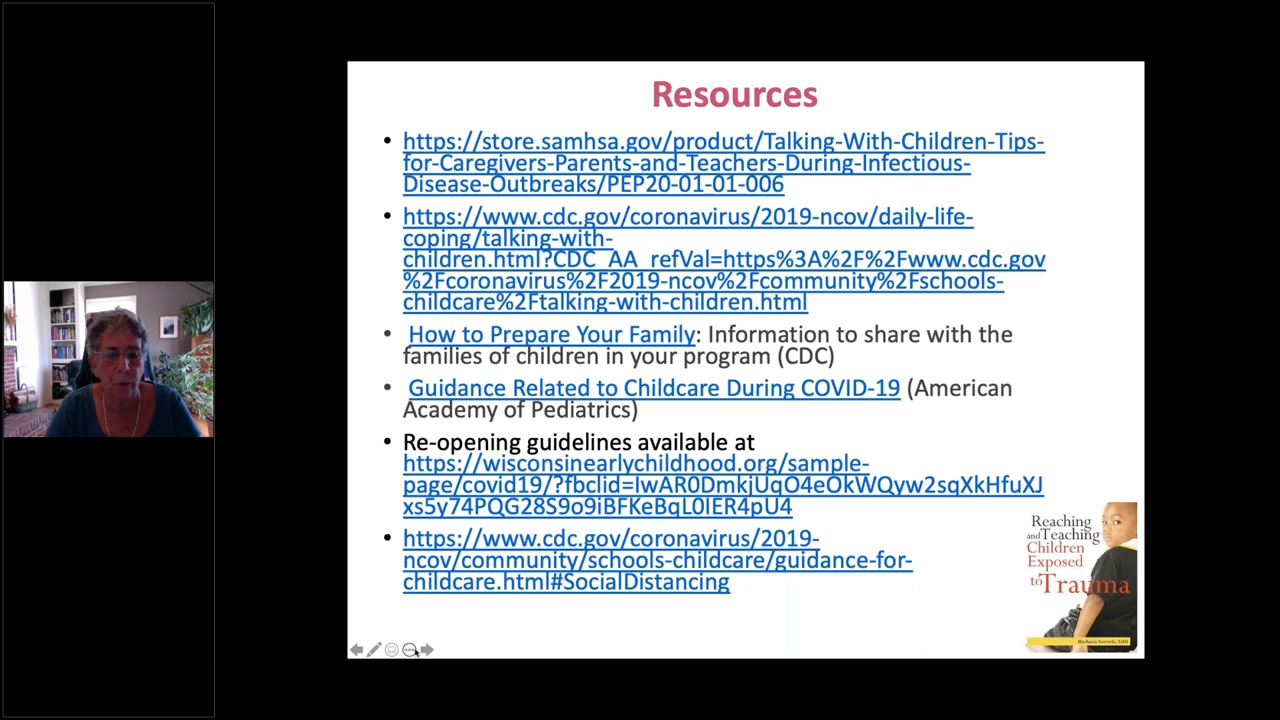 Resources
• https://store.samhsa.gov/product/Talking-With-Children-Tips-
for-Caregivers-Parents-and-Teachers-During-Infectious-
Disease-Outbreaks/PEP20-01-01-006
• https://www.cdc.gov/coronavirus/2019-ncov/daily-life-
coping/talking-with-
children.html?CDC_AA_refVal=https%3A%2F%2Fwww.cdc.gov
%2Fcoronavirus%2F2019-ncov%2Fcommunity%2Fschools-
childcare%2Ftalking-with-children.html
• How to Prepare Your Family: Information to share with the
families of children in your program (CDC)
• Guidance Related to Childcare During COVID-19 (American
Academy of Pediatrics)
• Re-opening guidelines available at
https://wisconsinearlychildhood.org/sample-
page/covid19/?fbclid=IwAR0DmkjUqO4eOkWQyw2sqXkHfuXJ
xs5y74PQG28S9o9iBFKeBqL0IER4pU4
• https://www.cdc.gov/coronavirus/2019-
ncov/community/schools-childcare/guidance-for-
childcare.html#SocialDistancing
Reaching
and Teaching
Children
Exposed
to Trauma
Barbara Sorrels, EdD